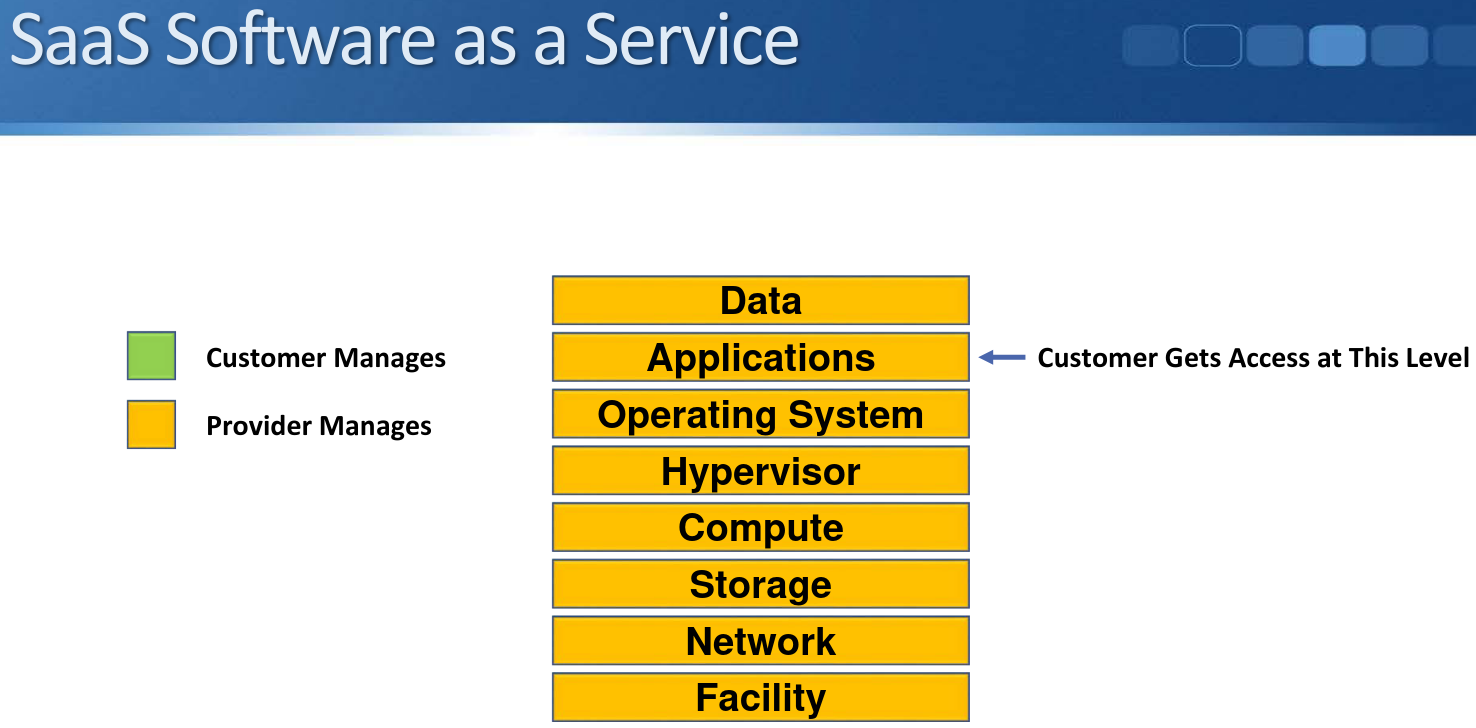 SaaS Software as a Service
Data
Customer Manages
Applications
Customer Gets Access at This Level
Provider Manages
Operating System
Hypervisor
Compute
Storage
Network
Facility